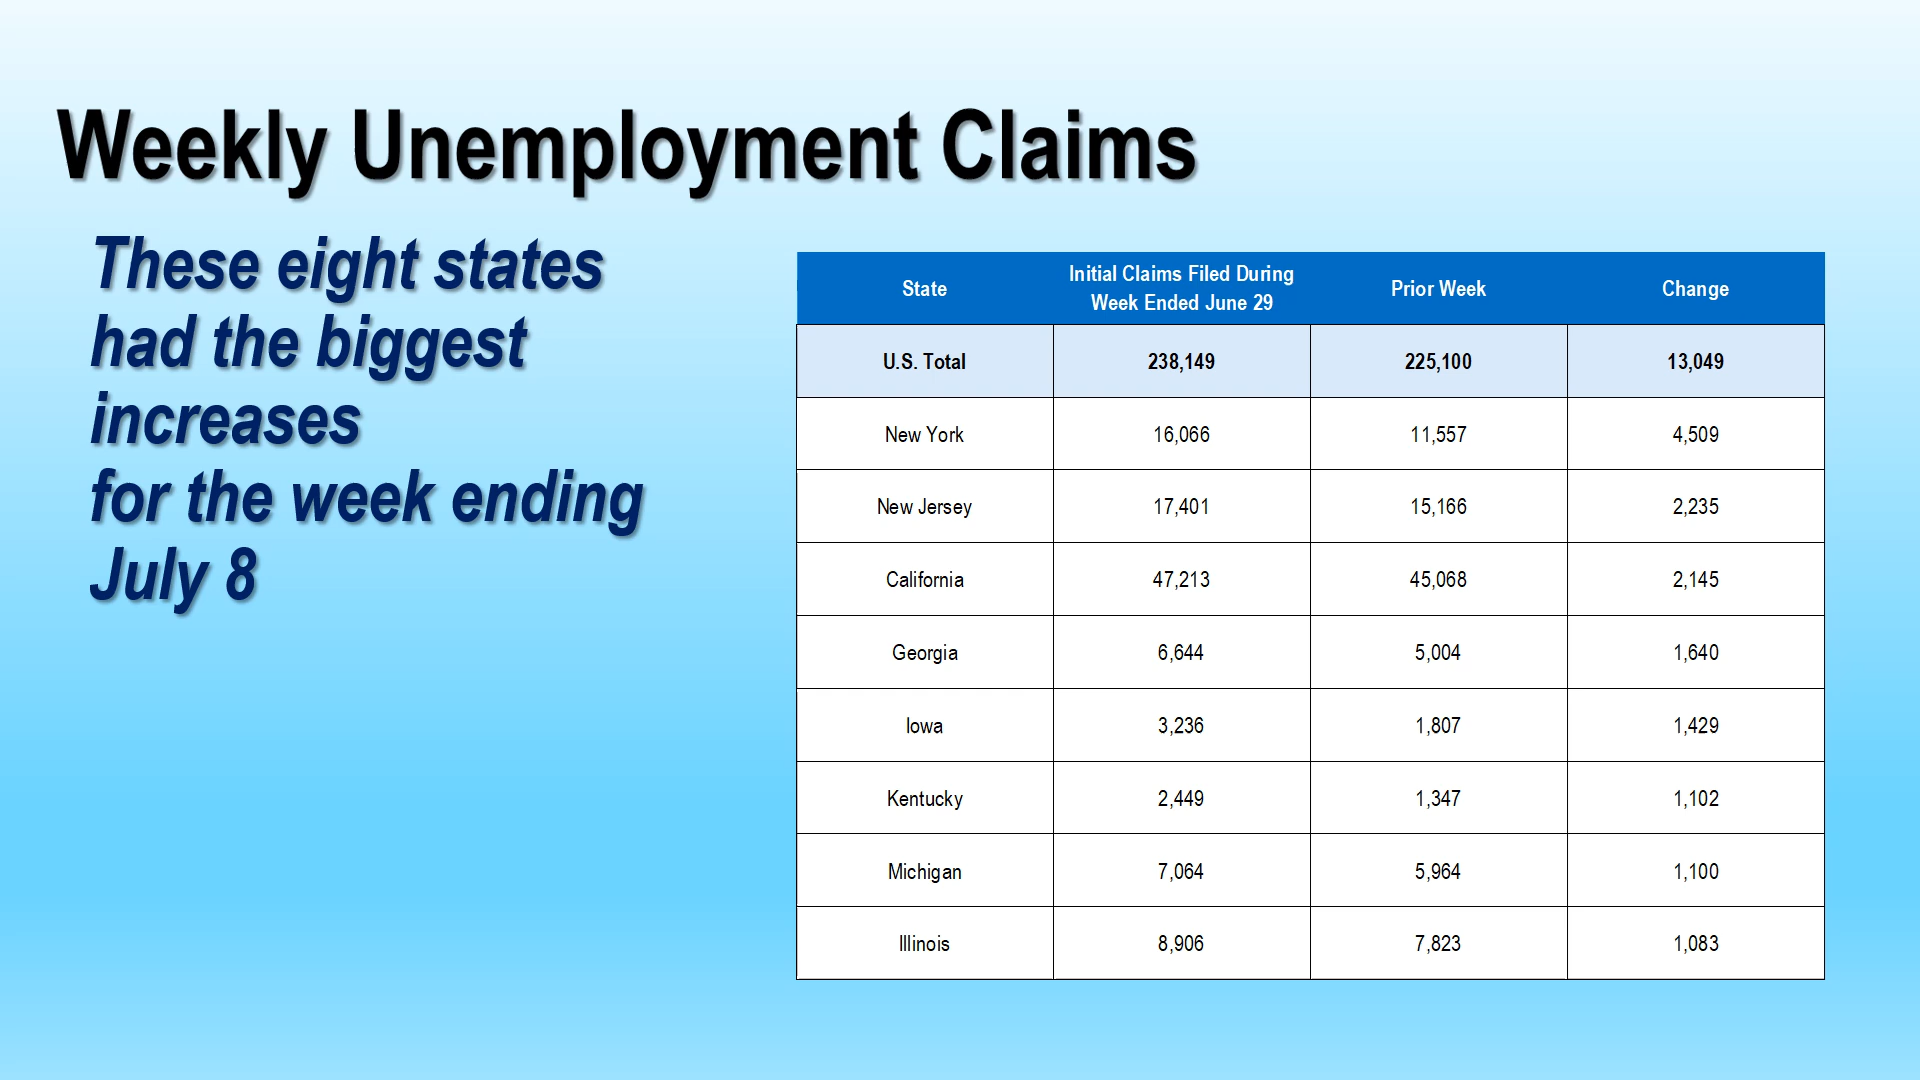 Weekly Unemployment Claims
These eight states
had the biggest
increases
for the week ending
July 8
State Initial Claims Filed During Week Ended June 29 Prior Week Change
U.S. Total 238,149 225,100 13,049
New York 16,066 11,557 4,509
New Jersey 17,401 15,166 2,235
California 47,213 45,068 2,145
Georgia 6,644 5,004 1,640
Iowa 3,236 1,807 1,429
Kentucky 2,449 1,347 1,102
Michigan 7,064 5,964 1,100
Illinois 8,906 7,823 1,083